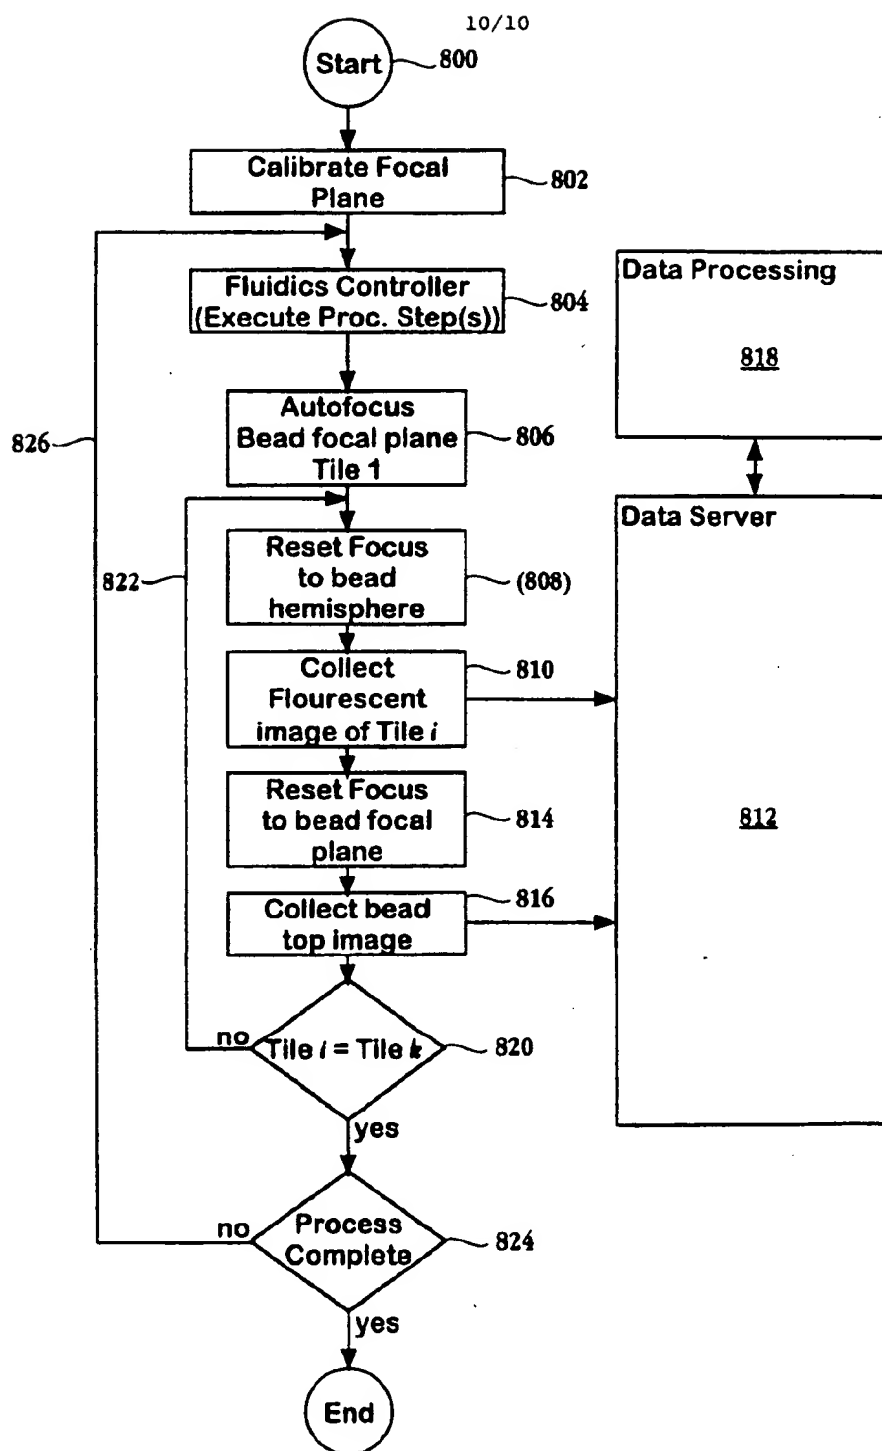 10/10
Start
800
Calibrate Focal
Plane
802
Fluidics Controller
(Execute Proc. Step(s))
804
Autofocus
Bead focal plane
Tile 1
806
826
Reset Focus
to bead
hemisphere
(808)
822
Collect
Flourescent
image of Tile i
810
Reset Focus
to bead focal
plane
814
Collect bead
top image
816
no
Tile i = Tile k
820
yes
no
Process
Complete
824
yes
End
Data Processing
818
Data Server
812